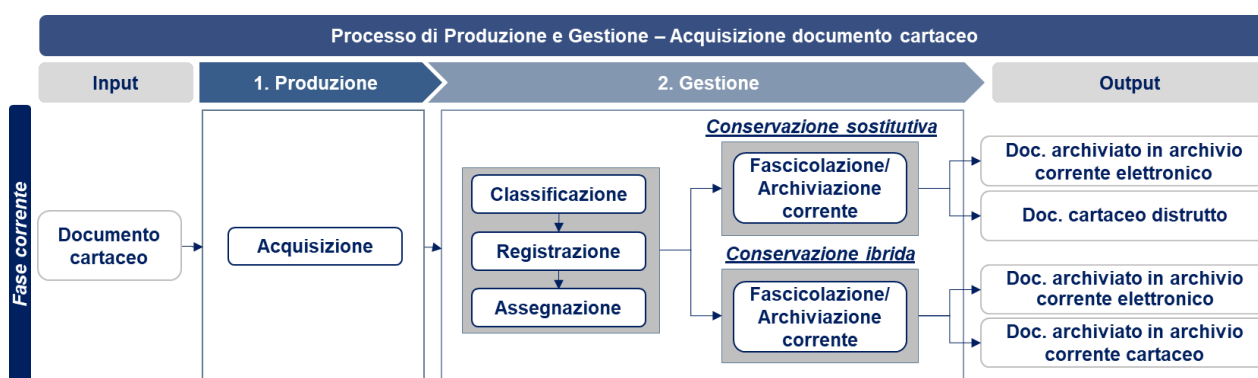 Processo di Produzione e Gestione – Acquisizione documento cartaceo
Input
1. Produzione
2. Gestione
Output
Fase corrente
Documento
cartaceo
Acquisizione
Classificazione
Registrazione
Assegnazione
Conservazione sostitutiva
Fascicolazione/
Archiviazione
corrente
Conservazione ibrida
Fascicolazione/
Archiviazione
corrente
Doc. archiviato in archivio
corrente elettronico
Doc. cartaceo distrutto
Doc. archiviato in archivio
corrente elettronico
Doc. archiviato in archivio
corrente cartaceo